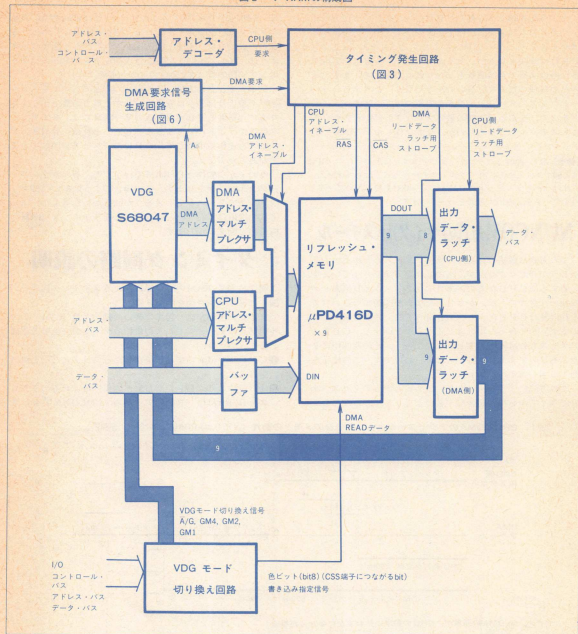 アドレス・
バス
コントロール・
バス
アドレス・
デコーダ
CPU側
要求
タイミング発生回路
(図3)
DMA要求信号
生成回路
(図6)
DMA要求
DMA
アドレス・
イネーブル
CPU
アドレス・
イネーブル
RAS
CAS
DMA
リードデータ
ラッチ用
ストローブ
CPU側
リードデータ
ラッチ用
ストローブ
VDG
S68047
DMA
アドレス
DMA
アドレス・
マルチ
プレクサ
CPU
アドレス・
マルチ
プレクサ
リフレッシュ・
メモリ
μPD416D
×9
DOUT
9
8
出力
データ・
ラッチ
(CPU側)
データ・
バス
アドレス・
バス
データ・
バス
バッ
ファ
DIN
9
出力
データ・
ラッチ
(DMA側)
9
DMA
READデータ
9
VDGモード切り換え信号
Ā/G, GM4, GM2,
GM1
I/O
コントロール・
バス
アドレス・バス
データ・バス
VDG モード
切り換え回路
色ビット(bit8) (CSS端子につながるbit)
書き込み指定信号